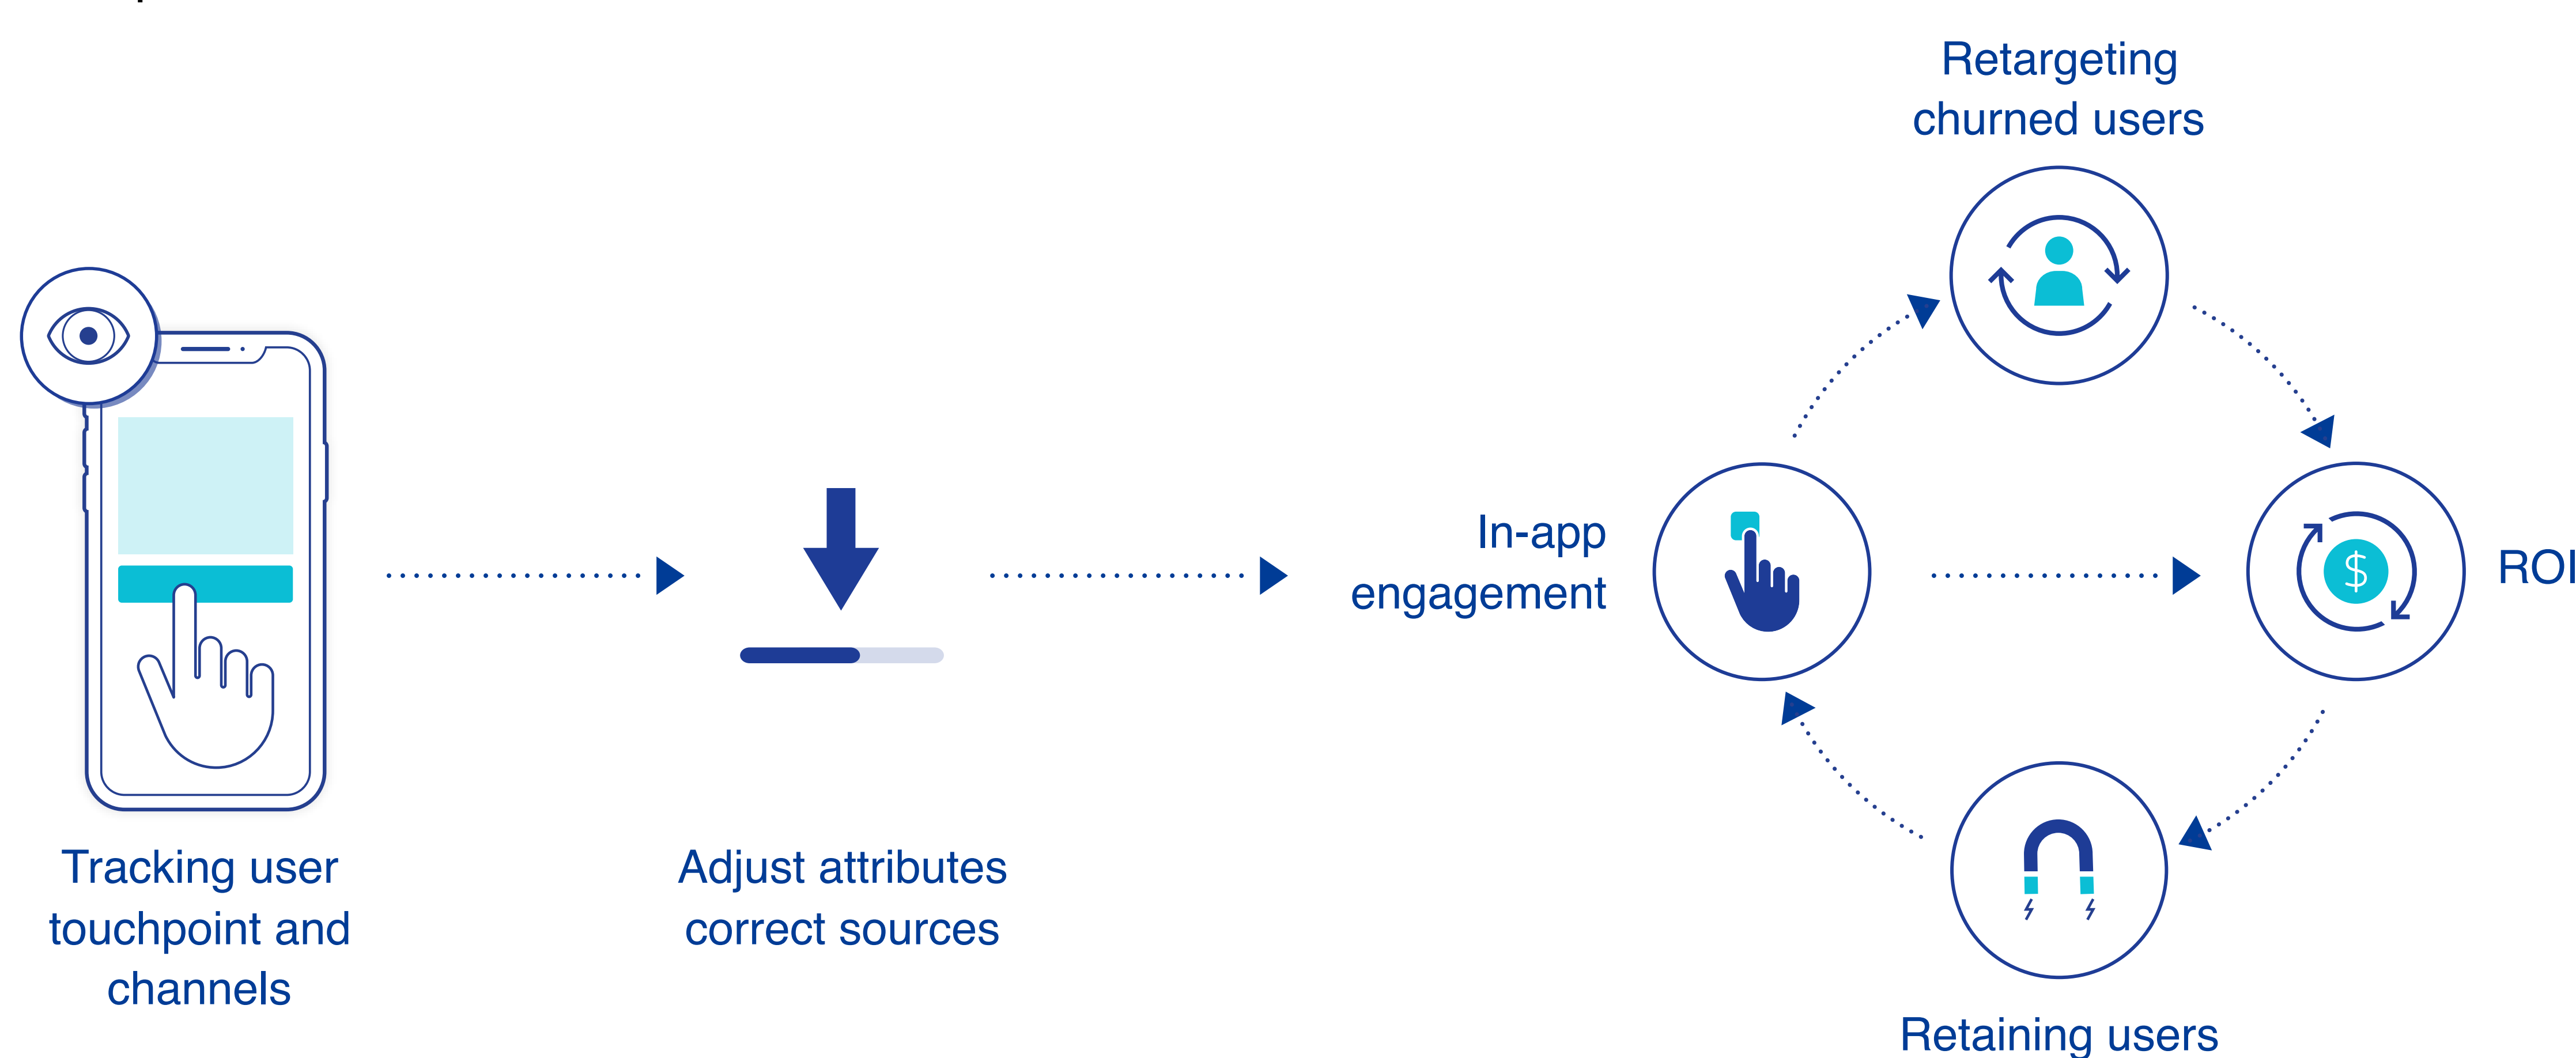 Retargeting
churned users
In-app
engagement
$
ROI
Tracking user
touchpoint and
channels
Adjust attributes
correct sources
Retaining users